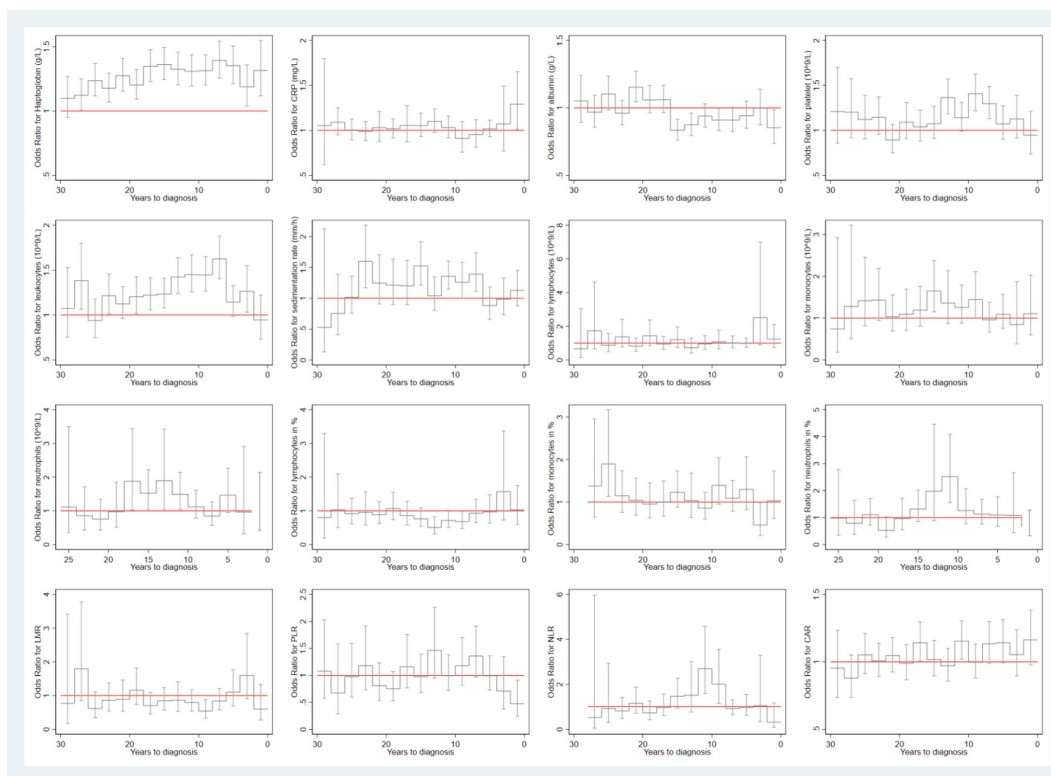 Odds Ratio for Haptoglobin (g/L)
1.5
1
.5
30 20 10 0
Years to diagnosis
Odds Ratio for CRP (mg/L)
2
1.5
1
.5
30 20 10 0
Years to diagnosis
Odds Ratio for albumin (g/L)
1.5
1
.5
30 20 10 0
Years to diagnosis
Odds Ratio for platelet (10^9/L)
2
1.5
1
.5
30 20 10 0
Years to diagnosis
Odds Ratio for leukocytes (10^9/L)
2
1.5
1
.5
30 20 10 0
Years to diagnosis
Odds Ratio for sedimentation rate (mm/h)
2
1.5
1
.5
0
30 20 10 0
Years to diagnosis
Odds Ratio for lymphocytes (10^9/L)
8
6
4
2
0
30 20 10 0
Years to diagnosis
Odds Ratio for monocytes (10^9/L)
3
2
1
0
30 20 10 0
Years to diagnosis
Odds Ratio for neutrophils (10^9/L)
4
3
2
1
0
25 20 15 10 5 0
Years to diagnosis
Odds Ratio for lymphocytes in %
4
3
2
1
0
30 20 10 0
Years to diagnosis
Odds Ratio for monocytes in %
3
2
1
0
30 20 10 0
Years to diagnosis
Odds Ratio for neutrophils in %
5
4
3
2
1
0
25 20 15 10 5 0
Years to diagnosis
Odds Ratio for LMR
4
3
2
1
0
30 20 10 0
Years to diagnosis
Odds Ratio for PLR
2.5
2
1.5
1
.5
0
30 20 10 0
Years to diagnosis
Odds Ratio for NLR
6
4
2
0
30 20 10 0
Years to diagnosis
Odds Ratio for CAR
1.5
1
.5
30 20 10 0
Years to diagnosis